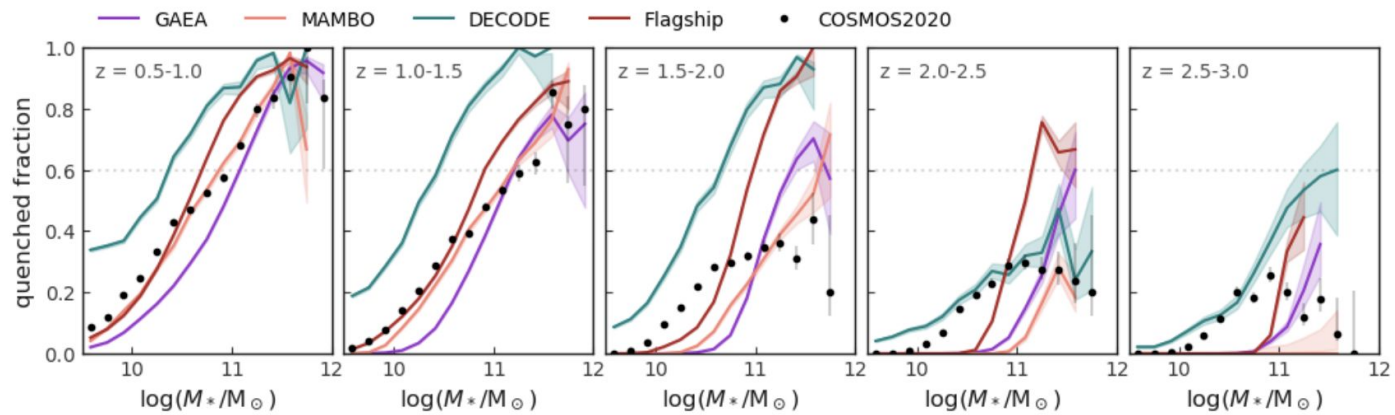 GAEA MAMBO DECODE Flagship COSMOS2020
quenched fraction
1.0
0.8
0.6
0.4
0.2
0.0
z = 0.5-1.0
z = 1.0-1.5
z = 1.5-2.0
z = 2.0-2.5
z = 2.5-3.0
10 11 12
10 11 12
10 11 12
10 11 12
10 11 12
log(M*/M⊙)
log(M*/M⊙)
log(M*/M⊙)
log(M*/M⊙)
log(M*/M⊙)